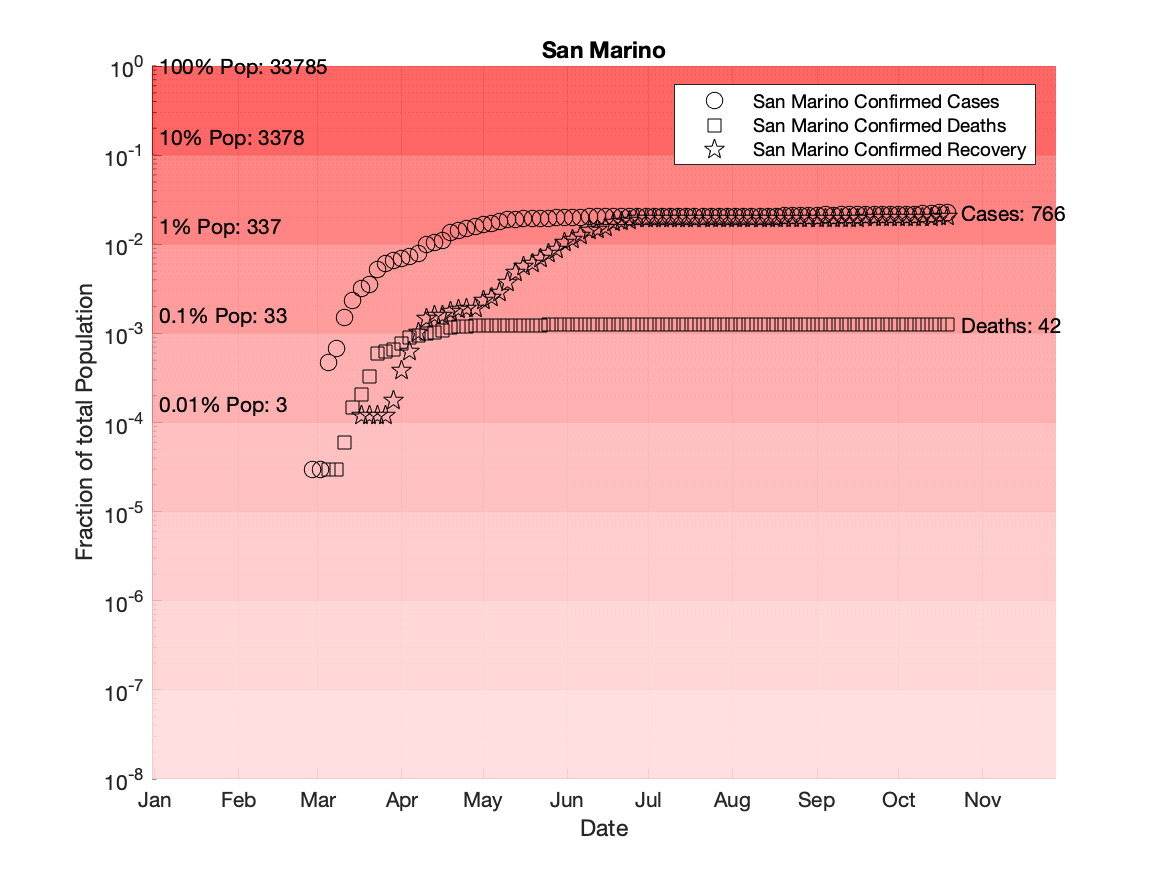 San Marino
100% Pop: 33785
10% Pop: 3378
1% Pop: 337
0.1% Pop: 33
0.01% Pop: 3
San Marino Confirmed Cases
San Marino Confirmed Deaths
San Marino Confirmed Recovery
Cases: 766
Deaths: 42
Fraction of total Population
10^0
10^-1
10^-2
10^-3
10^-4
10^-5
10^-6
10^-7
10^-8
Jan Feb Mar Apr May Jun Jul Aug Sep Oct Nov
Date